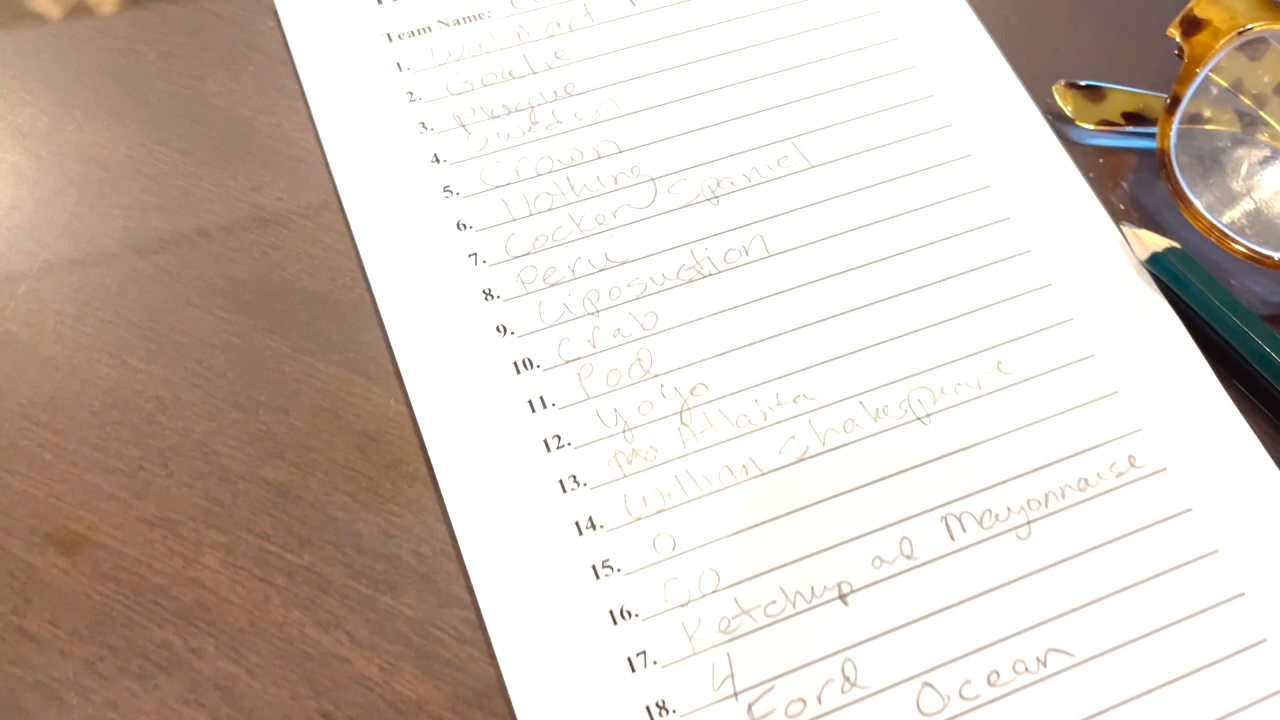 Team Name:
1. Walmart
2. Goalie
3. Plague
4. Sweden
5. Crown
6. Nothing
7. Cocker Spaniel
8. Peru
9. Liposuction
10. Crab
11. Pod
12. yoyo
13. Atlanta
14. William Shakespeare
15. 0
16. 50
17. Ketchup ad Mayonnaise
18. 4
Ford
Ocean